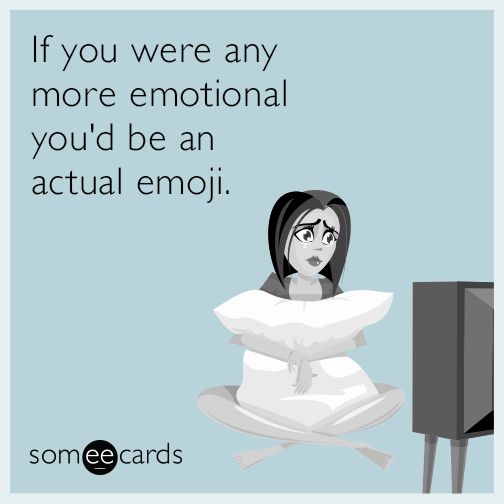 If you were any
more emotional
you'd be an
actual emoji.
someecards